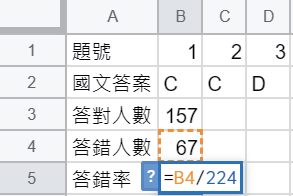 A B C D
1 題號 1 2 3
2 國文答案 C C D
3 答對人數 157
4 答錯人數 67
5 答錯率 ? =B4/224